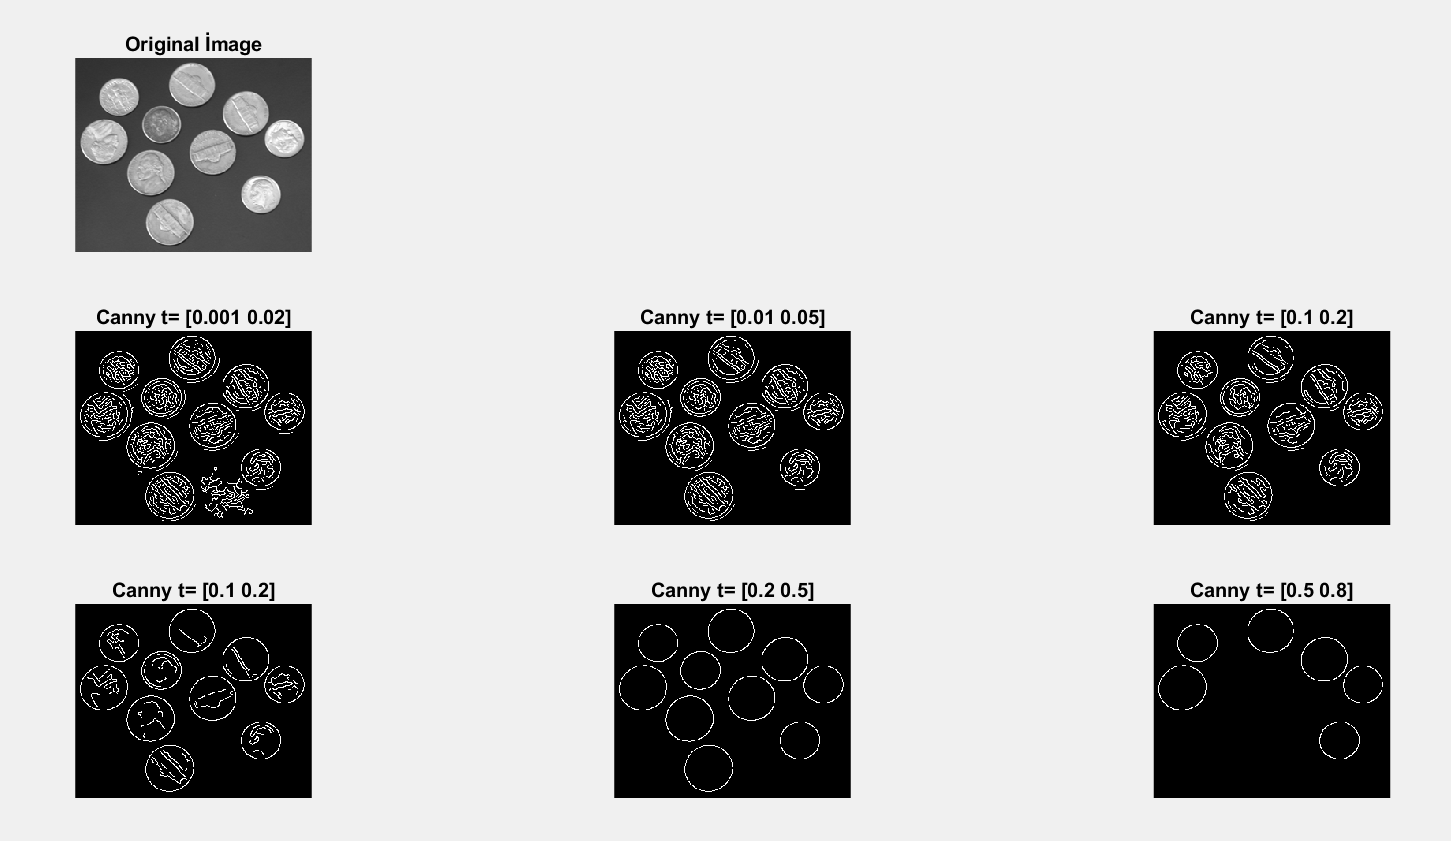 Original İmage
Canny t= [0.001 0.02]
Canny t= [0.01 0.05]
Canny t= [0.1 0.2]
Canny t= [0.1 0.2]
Canny t= [0.2 0.5]
Canny t= [0.5 0.8]